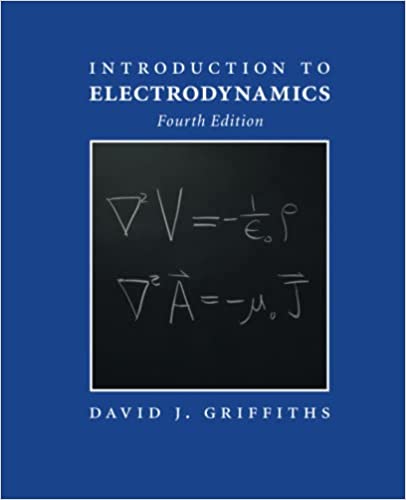 INTRODUCTION TO
ELECTRODYNAMICS
Fourth Edition
∇²V = -1/ε₀ ρ
∇²A⃗ = -μ₀ J⃗
DAVID J. GRIFFITHS